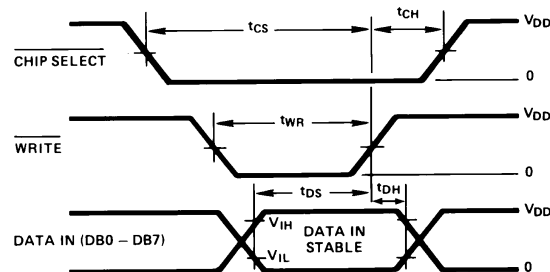 tCS
tCH
VDD
CHIP SELECT
0
tWR
VDD
WRITE
0
tDS
tDH
VDD
VIH
DATA IN (DB0 – DB7)
DATA IN
STABLE
VIL
0